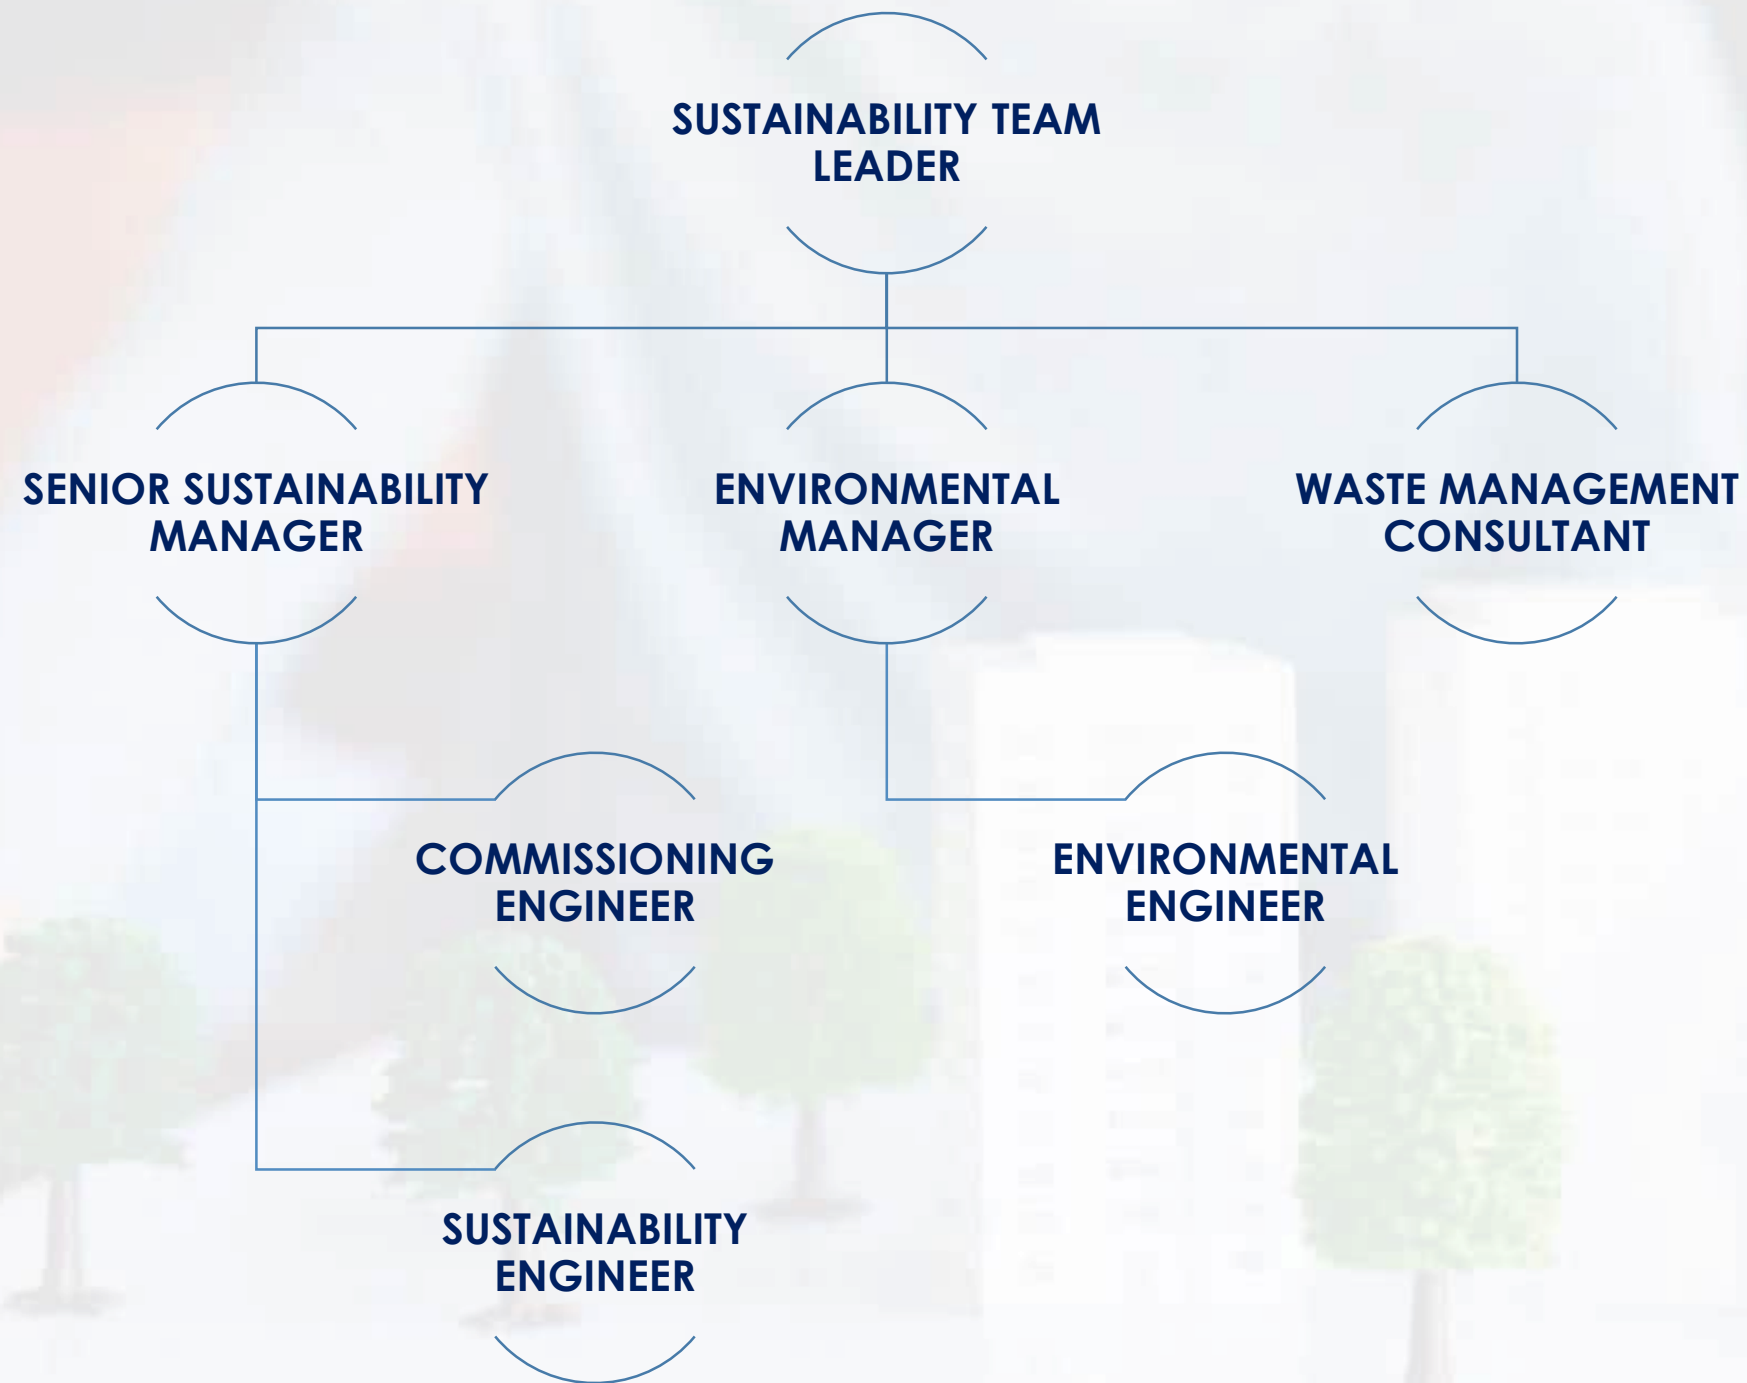 SUSTAINABILITY TEAM
LEADER
SENIOR SUSTAINABILITY
MANAGER
ENVIRONMENTAL
MANAGER
WASTE MANAGEMENT
CONSULTANT
COMMISSIONING
ENGINEER
ENVIRONMENTAL
ENGINEER
SUSTAINABILITY
ENGINEER